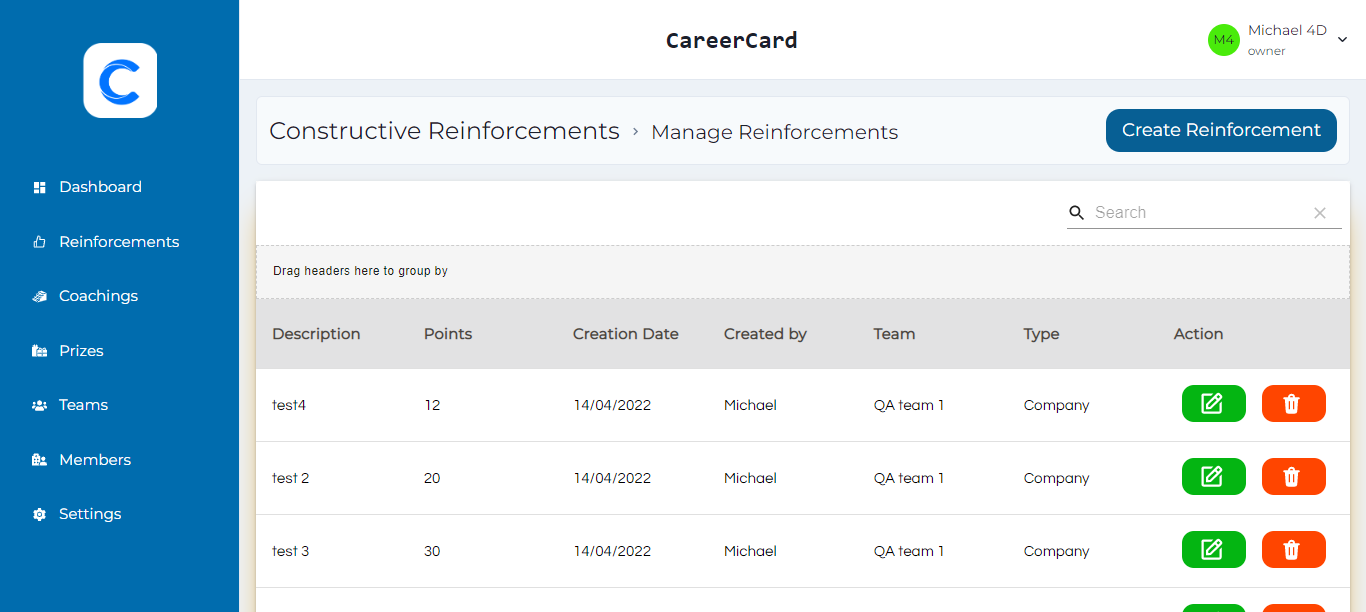 CareerCard
M4
Michael 4D
owner
Dashboard
Reinforcements
Coachings
Prizes
Teams
Members
Settings
Constructive Reinforcements › Manage Reinforcements
Create Reinforcement
Search
Drag headers here to group by
Description Points Creation Date Created by Team Type Action
test4 12 14/04/2022 Michael QA team 1 Company
test 2 20 14/04/2022 Michael QA team 1 Company
test 3 30 14/04/2022 Michael QA team 1 Company